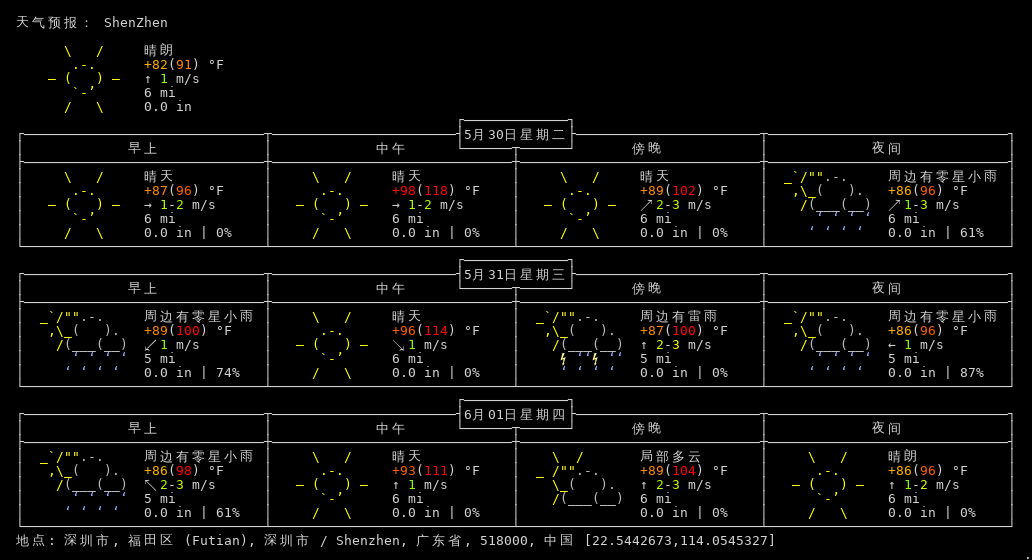 天气预报： ShenZhen
晴朗
+82(91) °F
↑ 1 m/s
6 mi
0.0 in
5月30日星期二
早上 中午 傍晚 夜间
晴天 晴天 晴天 周边有零星小雨
+87(96) °F +98(118) °F +89(102) °F +86(96) °F
→ 1-2 m/s → 1-2 m/s ↗ 2-3 m/s ↗ 1-3 m/s
6 mi 6 mi 6 mi 6 mi
0.0 in | 0% 0.0 in | 0% 0.0 in | 0% 0.0 in | 61%
5月31日星期三
早上 中午 傍晚 夜间
周边有零星小雨 晴天 周边有雷雨 周边有零星小雨
+89(100) °F +96(114) °F +87(100) °F +86(96) °F
↙ 1 m/s ↘ 1 m/s ↑ 2-3 m/s ← 1 m/s
5 mi 6 mi 5 mi 5 mi
0.0 in | 74% 0.0 in | 0% 0.0 in | 0% 0.0 in | 87%
6月01日星期四
早上 中午 傍晚 夜间
周边有零星小雨 晴天 局部多云 晴朗
+86(98) °F +93(111) °F +89(104) °F +86(96) °F
↖ 2-3 m/s ↑ 1 m/s ↑ 2-3 m/s ↑ 1-2 m/s
5 mi 6 mi 6 mi 6 mi
0.0 in | 61% 0.0 in | 0% 0.0 in | 0% 0.0 in | 0%
地点: 深圳市, 福田区 (Futian), 深圳市 / Shenzhen, 广东省, 518000, 中国 [22.5442673,114.0545327]